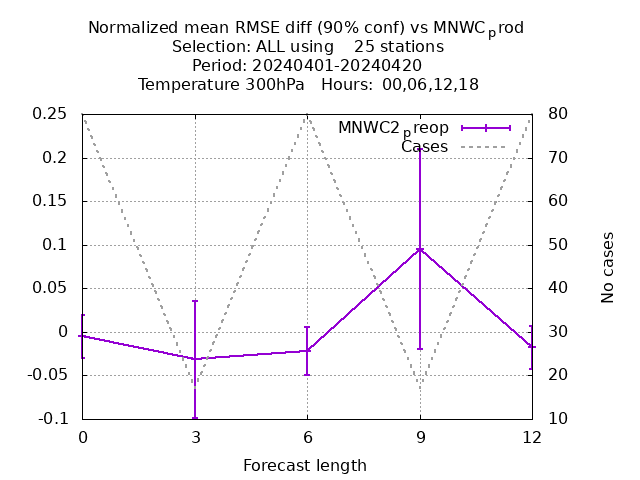 Normalized mean RMSE diff (90% conf) vs MNWCprod
Selection: ALL using    25 stations
Period: 20240401-20240420
Temperature 300hPa   Hours:  00,06,12,18
MNWC2preop
Cases
0.25
0.2
0.15
0.1
0.05
0
-0.05
-0.1
80
70
60
50
40
30
20
10
No cases
0 3 6 9 12
Forecast length